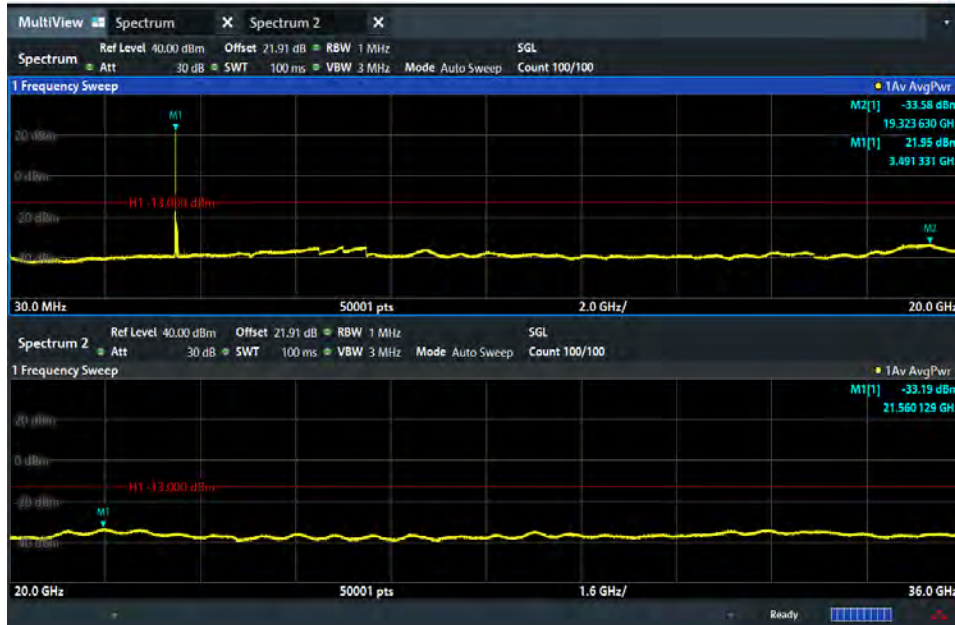 MultiView Spectrum X Spectrum 2 X
Ref Level 40.00 dBm Offset 21.91 dB RBW 1 MHz SGL
Spectrum Att 30 dB SWT 100 ms VBW 3 MHz Mode Auto Sweep Count 100/100
1 Frequency Sweep 1Av AvgPwr
M2[1] -33.58 dBm
19.323 630 GH
M1[1] 21.95 dBm
3.491 331 GH
M1
20 dBm
0 dBm
H1 -13.000 dBm
-20 dBm
M2
-40 dBm
30.0 MHz 50001 pts 2.0 GHz/ 20.0 GHz
Ref Level 40.00 dBm Offset 21.91 dB RBW 1 MHz SGL
Spectrum 2 Att 30 dB SWT 100 ms VBW 3 MHz Mode Auto Sweep Count 100/100
1 Frequency Sweep 1Av AvgPwr
M1[1] -33.19 dBm
21.560 129 GH
20 dBm
0 dBm
H1 -13.000 dBm
-20 dBm
M1
-40 dBm
20.0 GHz 50001 pts 1.6 GHz/ 36.0 GHz
Ready